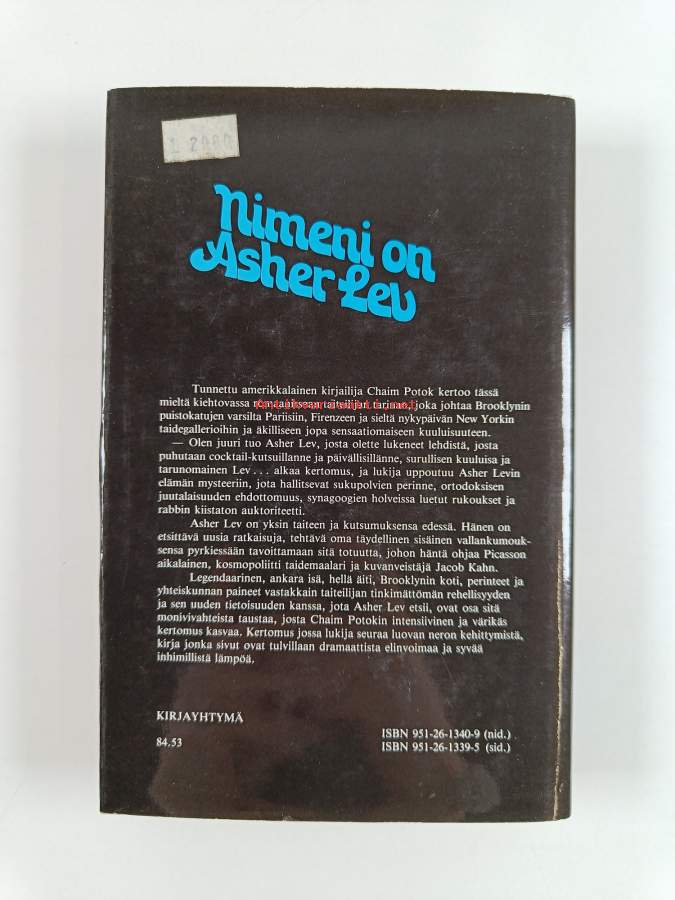 Nimeni on
Asher Lev
Tunnettu amerikkalainen kirjailija Chaim Potok kertoo tässä
mieltä kiehtovassa taiteilijan tarinan, joka johtaa Brooklynin
puistokatujen varsilta Pariisiin, Firenzeen ja sieltä nykypäivän New Yorkin
taidegallerioihin ja äkilliseen jopa sensaatiomaiseen kuuluisuuteen.
— Olen juuri tuo Asher Lev, josta olette lukeneet lehdistä, josta
puhutaan cocktail-kutsuillanne ja päivällisillänne, surullisen kuuluisa ja
tarunomainen Lev . . . alkaa kertomus, ja lukija uppoutuu Asher Levin
elämän mysteeriin, jota hallitsevat sukupolvien perinne, ortodoksisen
juutalaisuuden ehdottomuus, synagoogien holveissa luetut rukoukset ja
rabbin kiistaton auktoriteetti.
Asher Lev on yksin taiteen ja kutsumuksensa edessä. Hänen on
etsittävä uusia ratkaisuja, tehtävä oma täydellinen sisäinen vallankumouk-
sensa pyrkiessään tavoittamaan sitä totuutta, johon häntä ohjaa Picasson
aikalainen, kosmopoliitti taidemaalari ja kuvanveistäjä Jacob Kahn.
Legendaarinen, ankara isä, hellä äiti, Brooklynin koti, perinteet ja
yhteiskunnan paineet vastakkain taiteilijan tinkimättömän rehellisyyden
ja sen uuden tietoisuuden kanssa, jota Asher Lev etsii, ovat osa sitä
monivivahteista taustaa, josta Chaim Potokin intensiivinen ja värikäs
kertomus kasvaa. Kertomus jossa lukija seuraa luovan neron kehittymistä,
kirja jonka sivut ovat tulvillaan dramaattista elinvoimaa ja syvää
inhimillistä lämpöä.
KIRJAYHTYMÄ
84.53
ISBN 951-26-1340-9 (nid.)
ISBN 951-26-1339-5 (sid.)